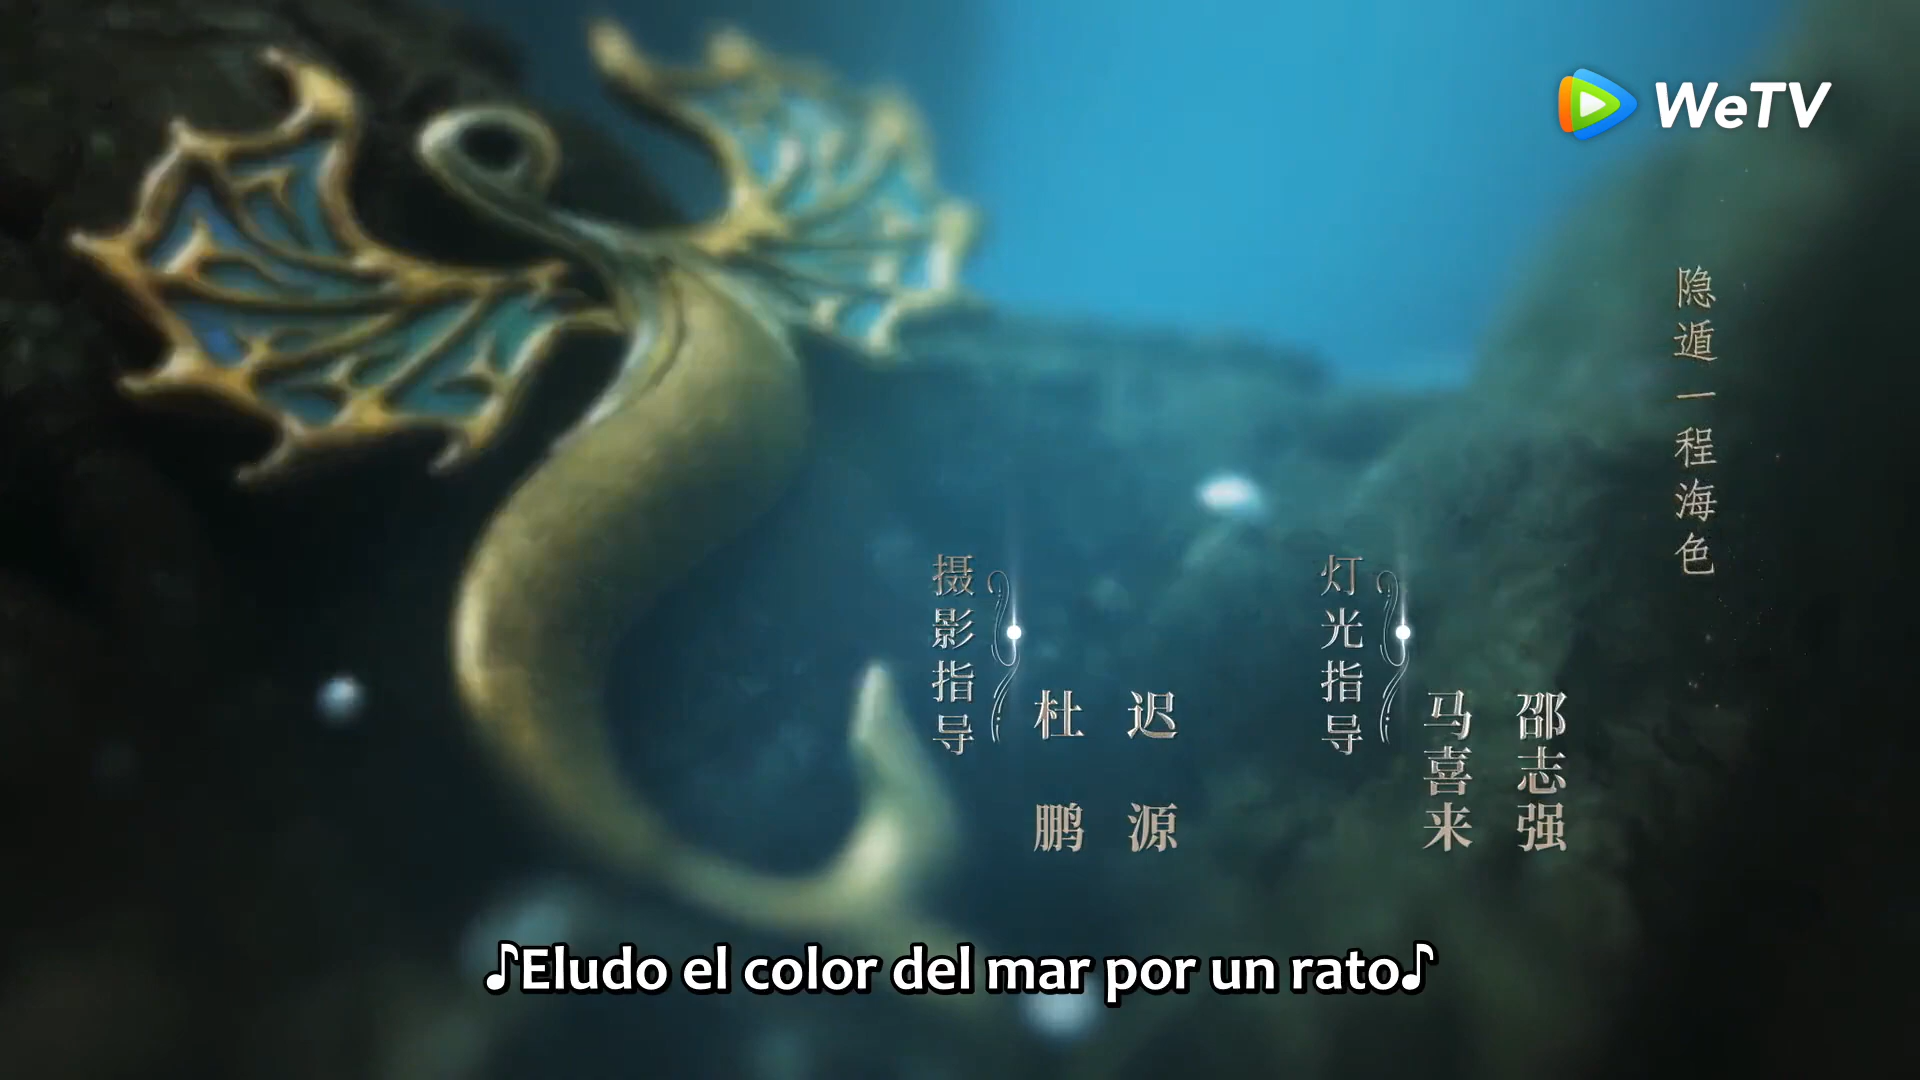 WeTV
隐遁一程海色
摄影指导
杜鹏
迟源
灯光指导
马喜来
邵志强
♪Eludo el color del mar por un rato♪